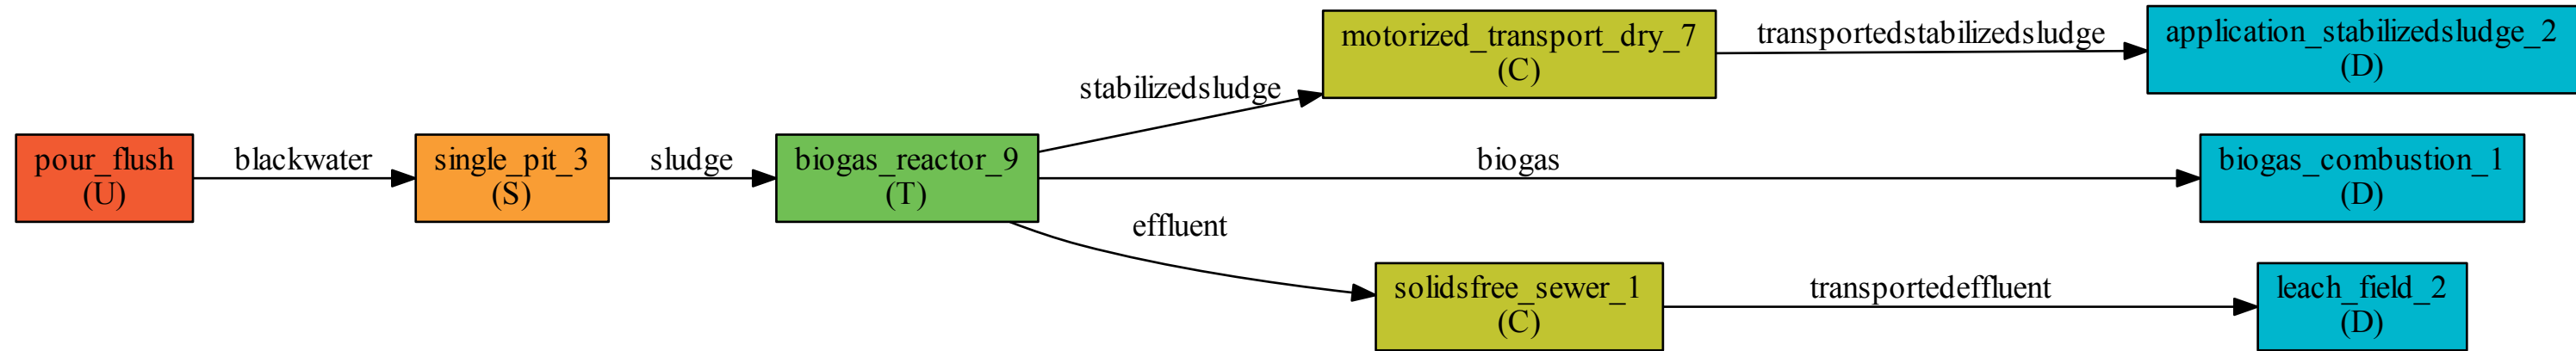 pour_flush
(U)
blackwater
single_pit_3
(S)
sludge
biogas_reactor_9
(T)
stabilizedsludge
motorized_transport_dry_7
(C)
transportedstabilizedsludge
application_stabilizedsludge_2
(D)
biogas
biogas_combustion_1
(D)
effluent
solidsfree_sewer_1
(C)
transportedeffluent
leach_field_2
(D)